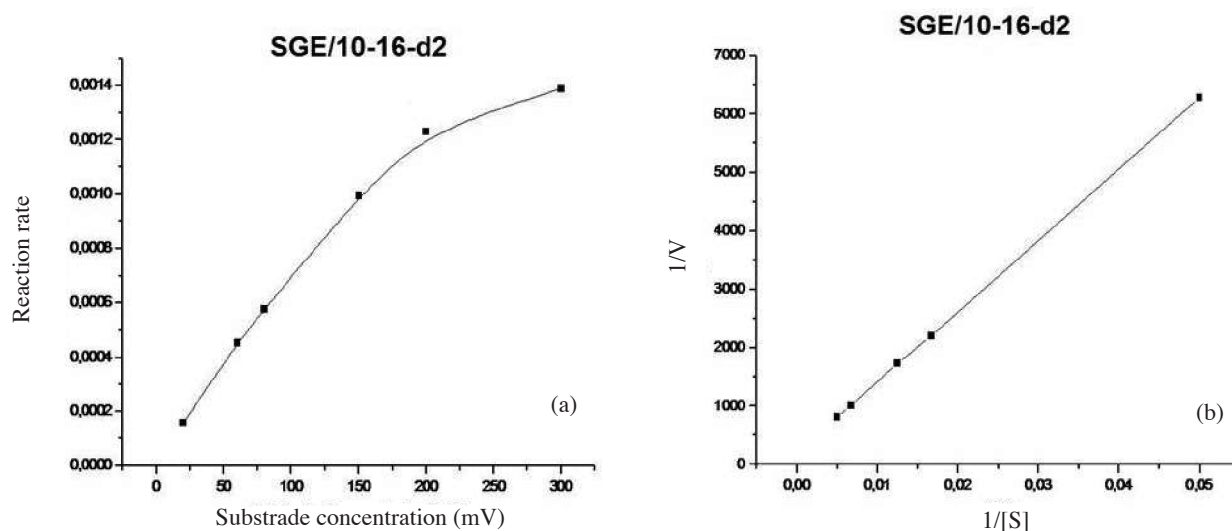 SGE/10-16-d2
0,0014
0,0012
0,0010
0,0008
0,0006
0,0004
0,0002
0,0000
0 50 100 150 200 250 300
Reaction rate
Substrade concentration (mV)
(a)
SGE/10-16-d2
7000
6000
5000
4000
3000
2000
1000
0
0,00 0,01 0,02 0,03 0,04 0,05
1/V
1/[S]
(b)